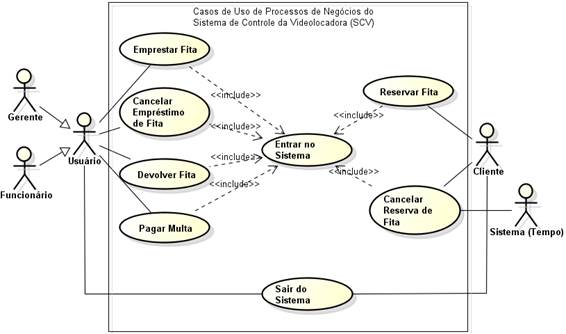 Casos de Uso de Processos de Negócios do
Sistema de Controle da Videolocadora (SCV)
Emprestar Fita
<<include>>
Reservar Fita
Gerente
Cancelar
Empréstimo
de Fita
<<include>>
<<include>>
Usuário
Entrar no
Sistema
Cliente
Funcionário
Devolver Fita
<<include>>
<<include>>
<<include>>
Cancelar
Reserva de
Fita
Pagar Multa
Sistema (Tempo)
Sair do
Sistema